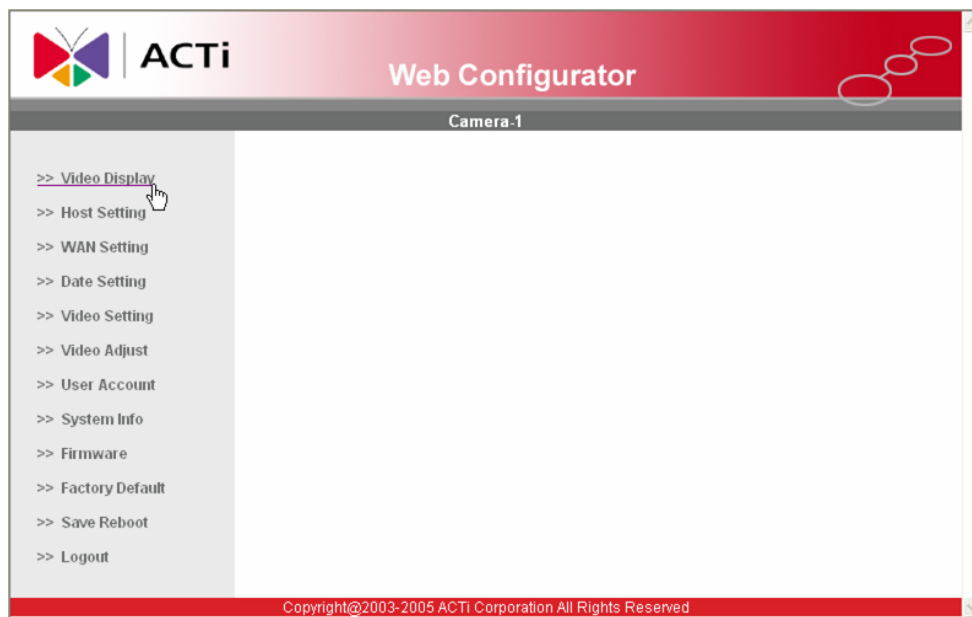 ACTi
Web Configurator
Camera-1
>> Video Display
>> Host Setting
>> WAN Setting
>> Date Setting
>> Video Setting
>> Video Adjust
>> User Account
>> System Info
>> Firmware
>> Factory Default
>> Save Reboot
>> Logout
Copyright@2003-2005 ACTi Corporation All Rights Reserved